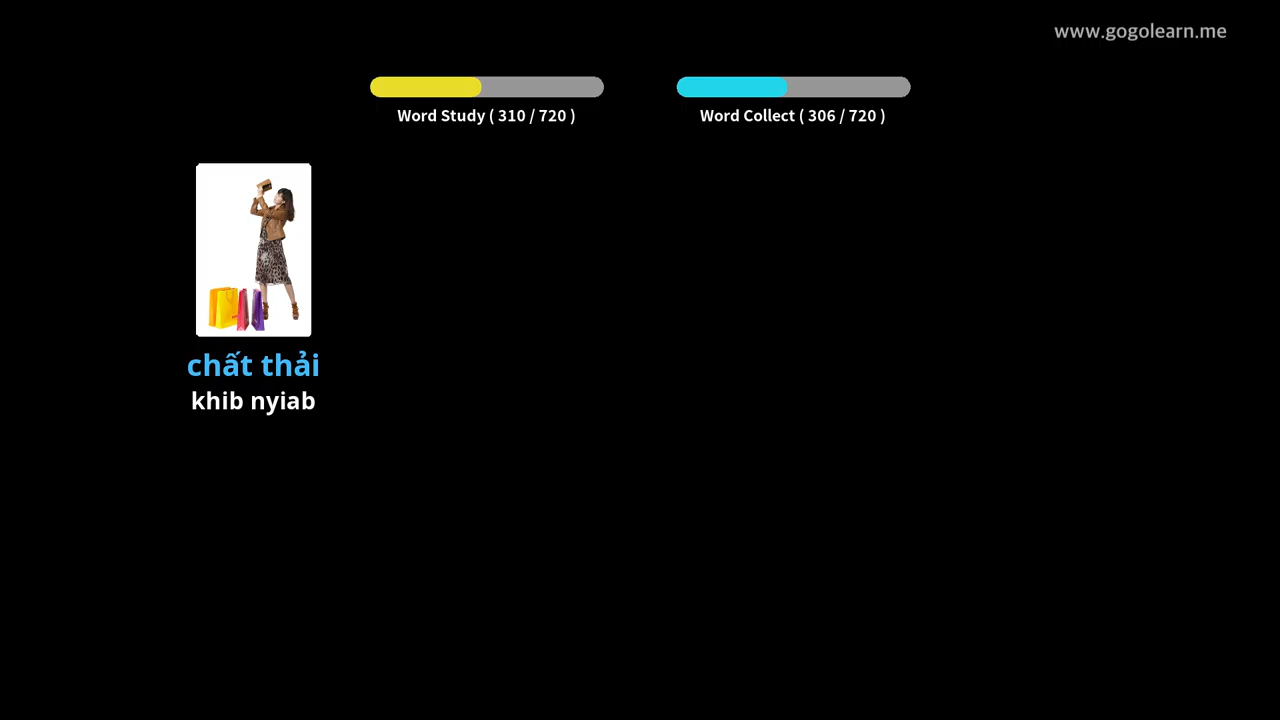 www.gogolearn.me
Word Study ( 310 / 720 )
Word Collect ( 306 / 720 )
chất thải
khib nyiab